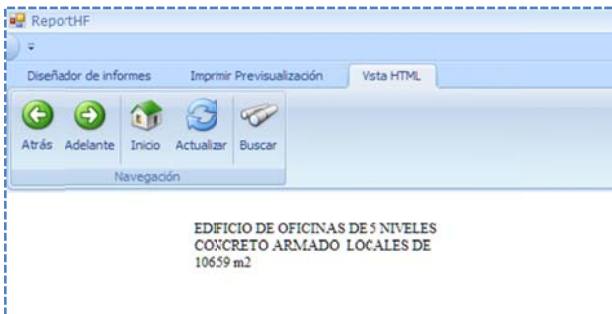 ReportHF
Diseñador de informes Imprmir Previsualización Vsta HTML
Atrás Adelante Inicio Actualizar Buscar
Navegación
EDIFICIO DE OFICINAS DE 5 NIVELES
CONCRETO ARMADO LOCALES DE
10659 m2